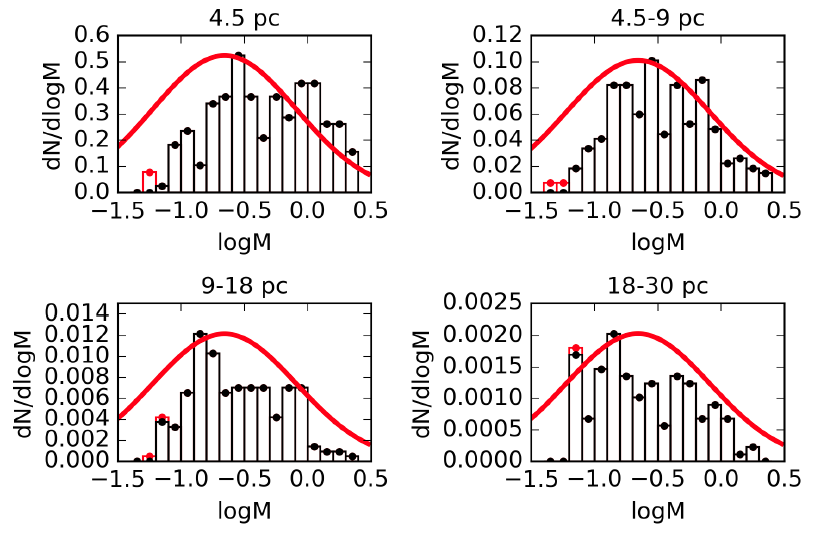 4.5 pc
4.5-9 pc
0.6
0.5
0.4
0.3
0.2
0.1
0.0
dN/dlogM
−1.5 −1.0 −0.5 0.0 0.5
logM
0.12
0.10
0.08
0.06
0.04
0.02
0.00
dN/dlogM
−1.5 −1.0 −0.5 0.0 0.5
logM
9-18 pc
18-30 pc
0.014
0.012
0.010
0.008
0.006
0.004
0.002
0.000
dN/dlogM
−1.5 −1.0 −0.5 0.0 0.5
logM
0.0025
0.0020
0.0015
0.0010
0.0005
0.0000
dN/dlogM
−1.5 −1.0 −0.5 0.0 0.5
logM